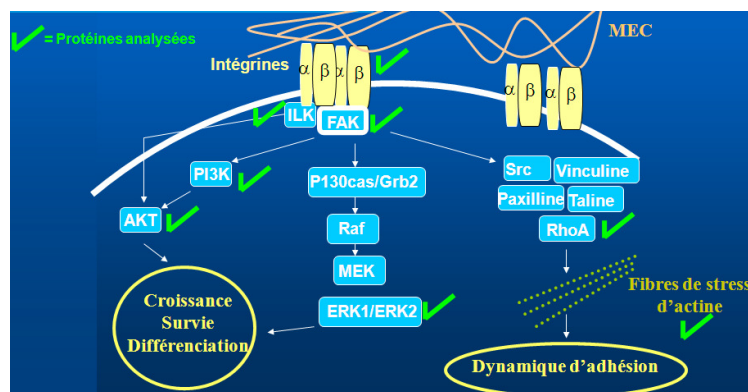 = Protéines analysées
MEC
Intégrines
α β α β
α β α β
ILK
FAK
PI3K
P130cas/Grb2
Src
Vinculine
Paxilline
Taline
AKT
Raf
RhoA
MEK
Croissance
Survie
Différenciation
ERK1/ERK2
Fibres de stress
d'actine
Dynamique d'adhésion